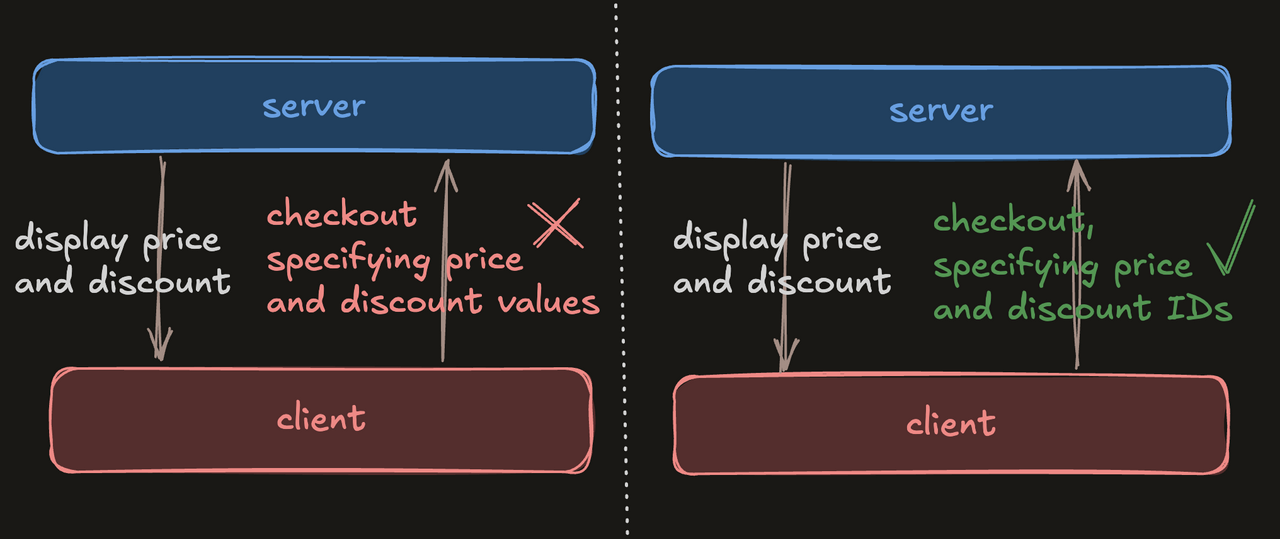 server
display price
and discount
checkout
specifying price
and discount values
client
server
display price
and discount
checkout,
specifying price
and discount IDs
client